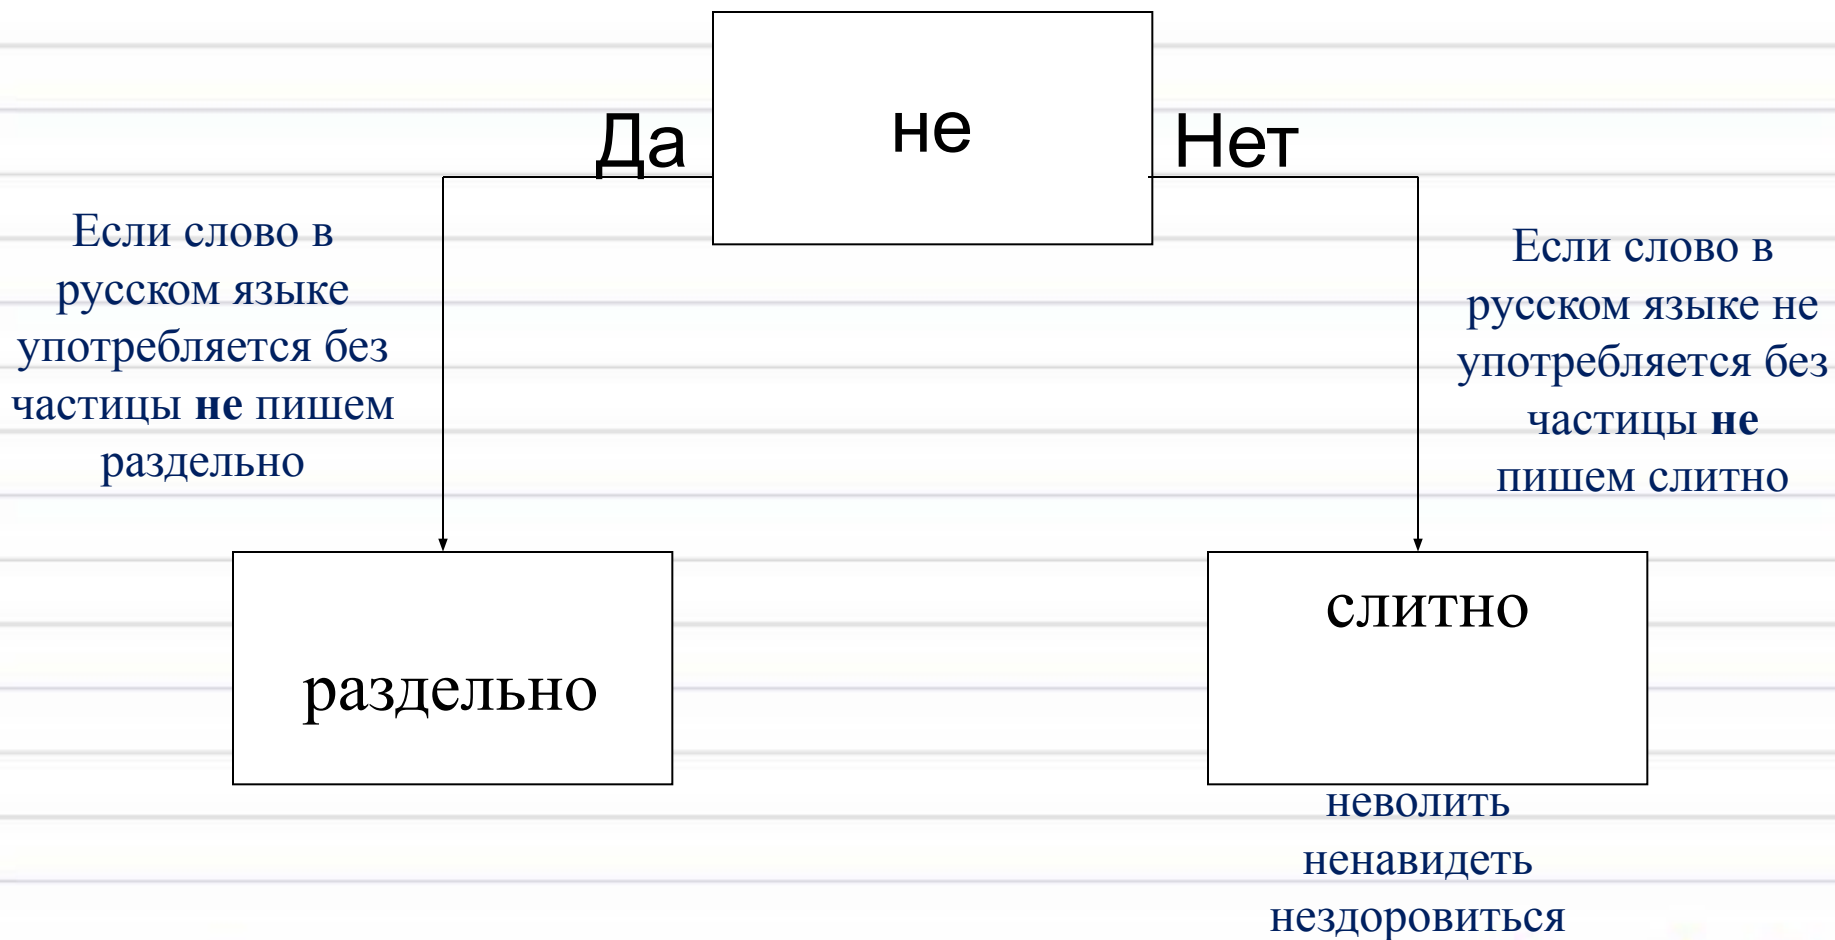 не
Да
Нет
Если слово в
русском языке
употребляется без
частицы не пишем
раздельно
Если слово в
русском языке не
употребляется без
частицы не
пишем слитно
раздельно
слитно
неволить
ненавидеть
нездоровиться